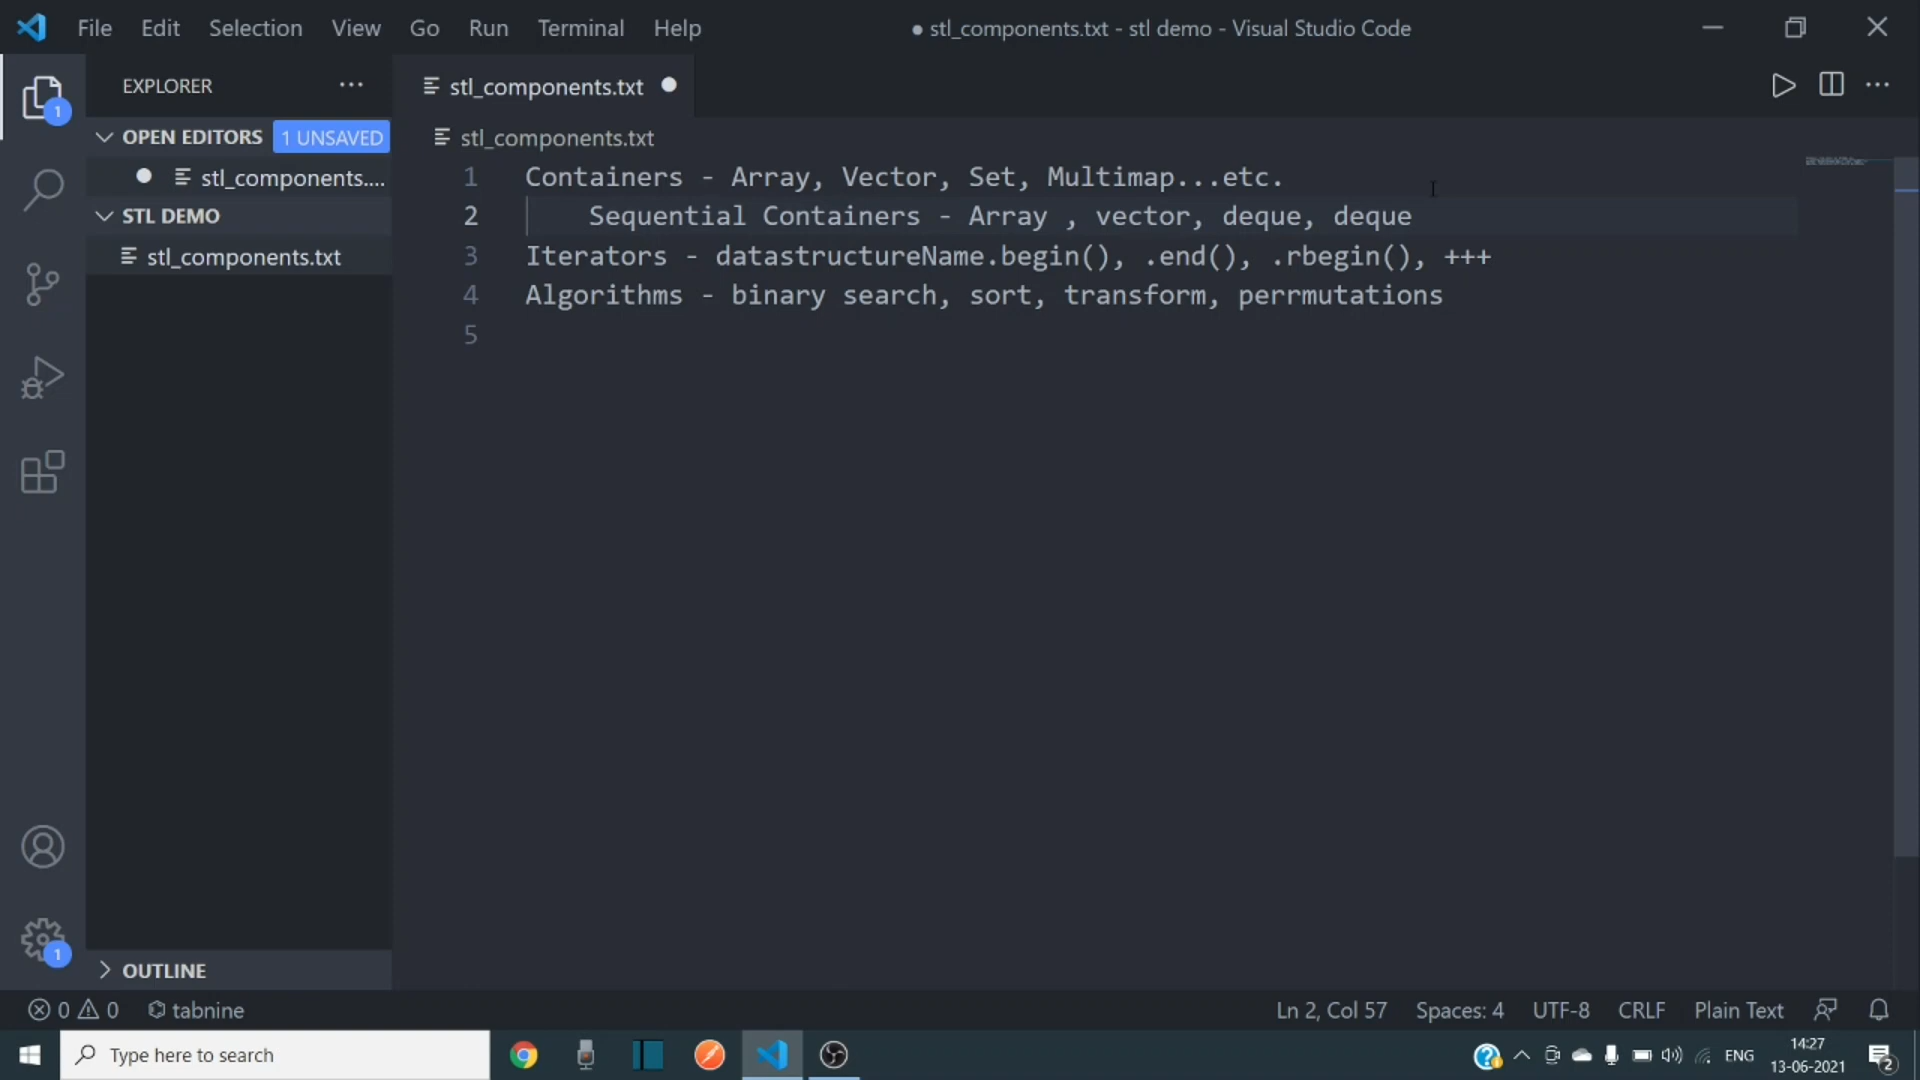 File Edit Selection View Go Run Terminal Help ● stl_components.txt - stl demo - Visual Studio Code
EXPLORER ··· stl_components.txt
1
OPEN EDITORS 1 UNSAVED stl_components.txt
stl_components....
STL DEMO
stl_components.txt
1 Containers - Array, Vector, Set, Multimap...etc.
2 Sequential Containers - Array , vector, deque, deque
3 Iterators - datastructureName.begin(), .end(), .rbegin(), +++
4 Algorithms - binary search, sort, transform, perrmutations
5
1
OUTLINE
0 0 tabnine Ln 2, Col 57 Spaces: 4 UTF-8 CRLF Plain Text
Type here to search ENG 14:27
13-06-2021
2